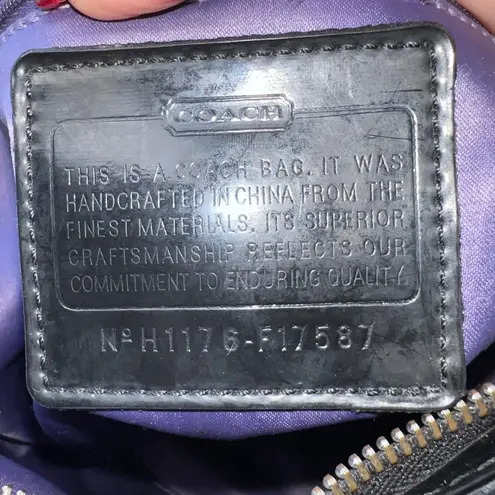 COACH
THIS IS A COACH BAG. IT WAS
HANDCRAFTED IN CHINA FROM THE
FINEST MATERIALS. ITS SUPERIOR
CRAFTSMANSHIP REFLECTS OUR
COMMITMENT TO ENDURING QUALITY.
Nº H1176-F17587